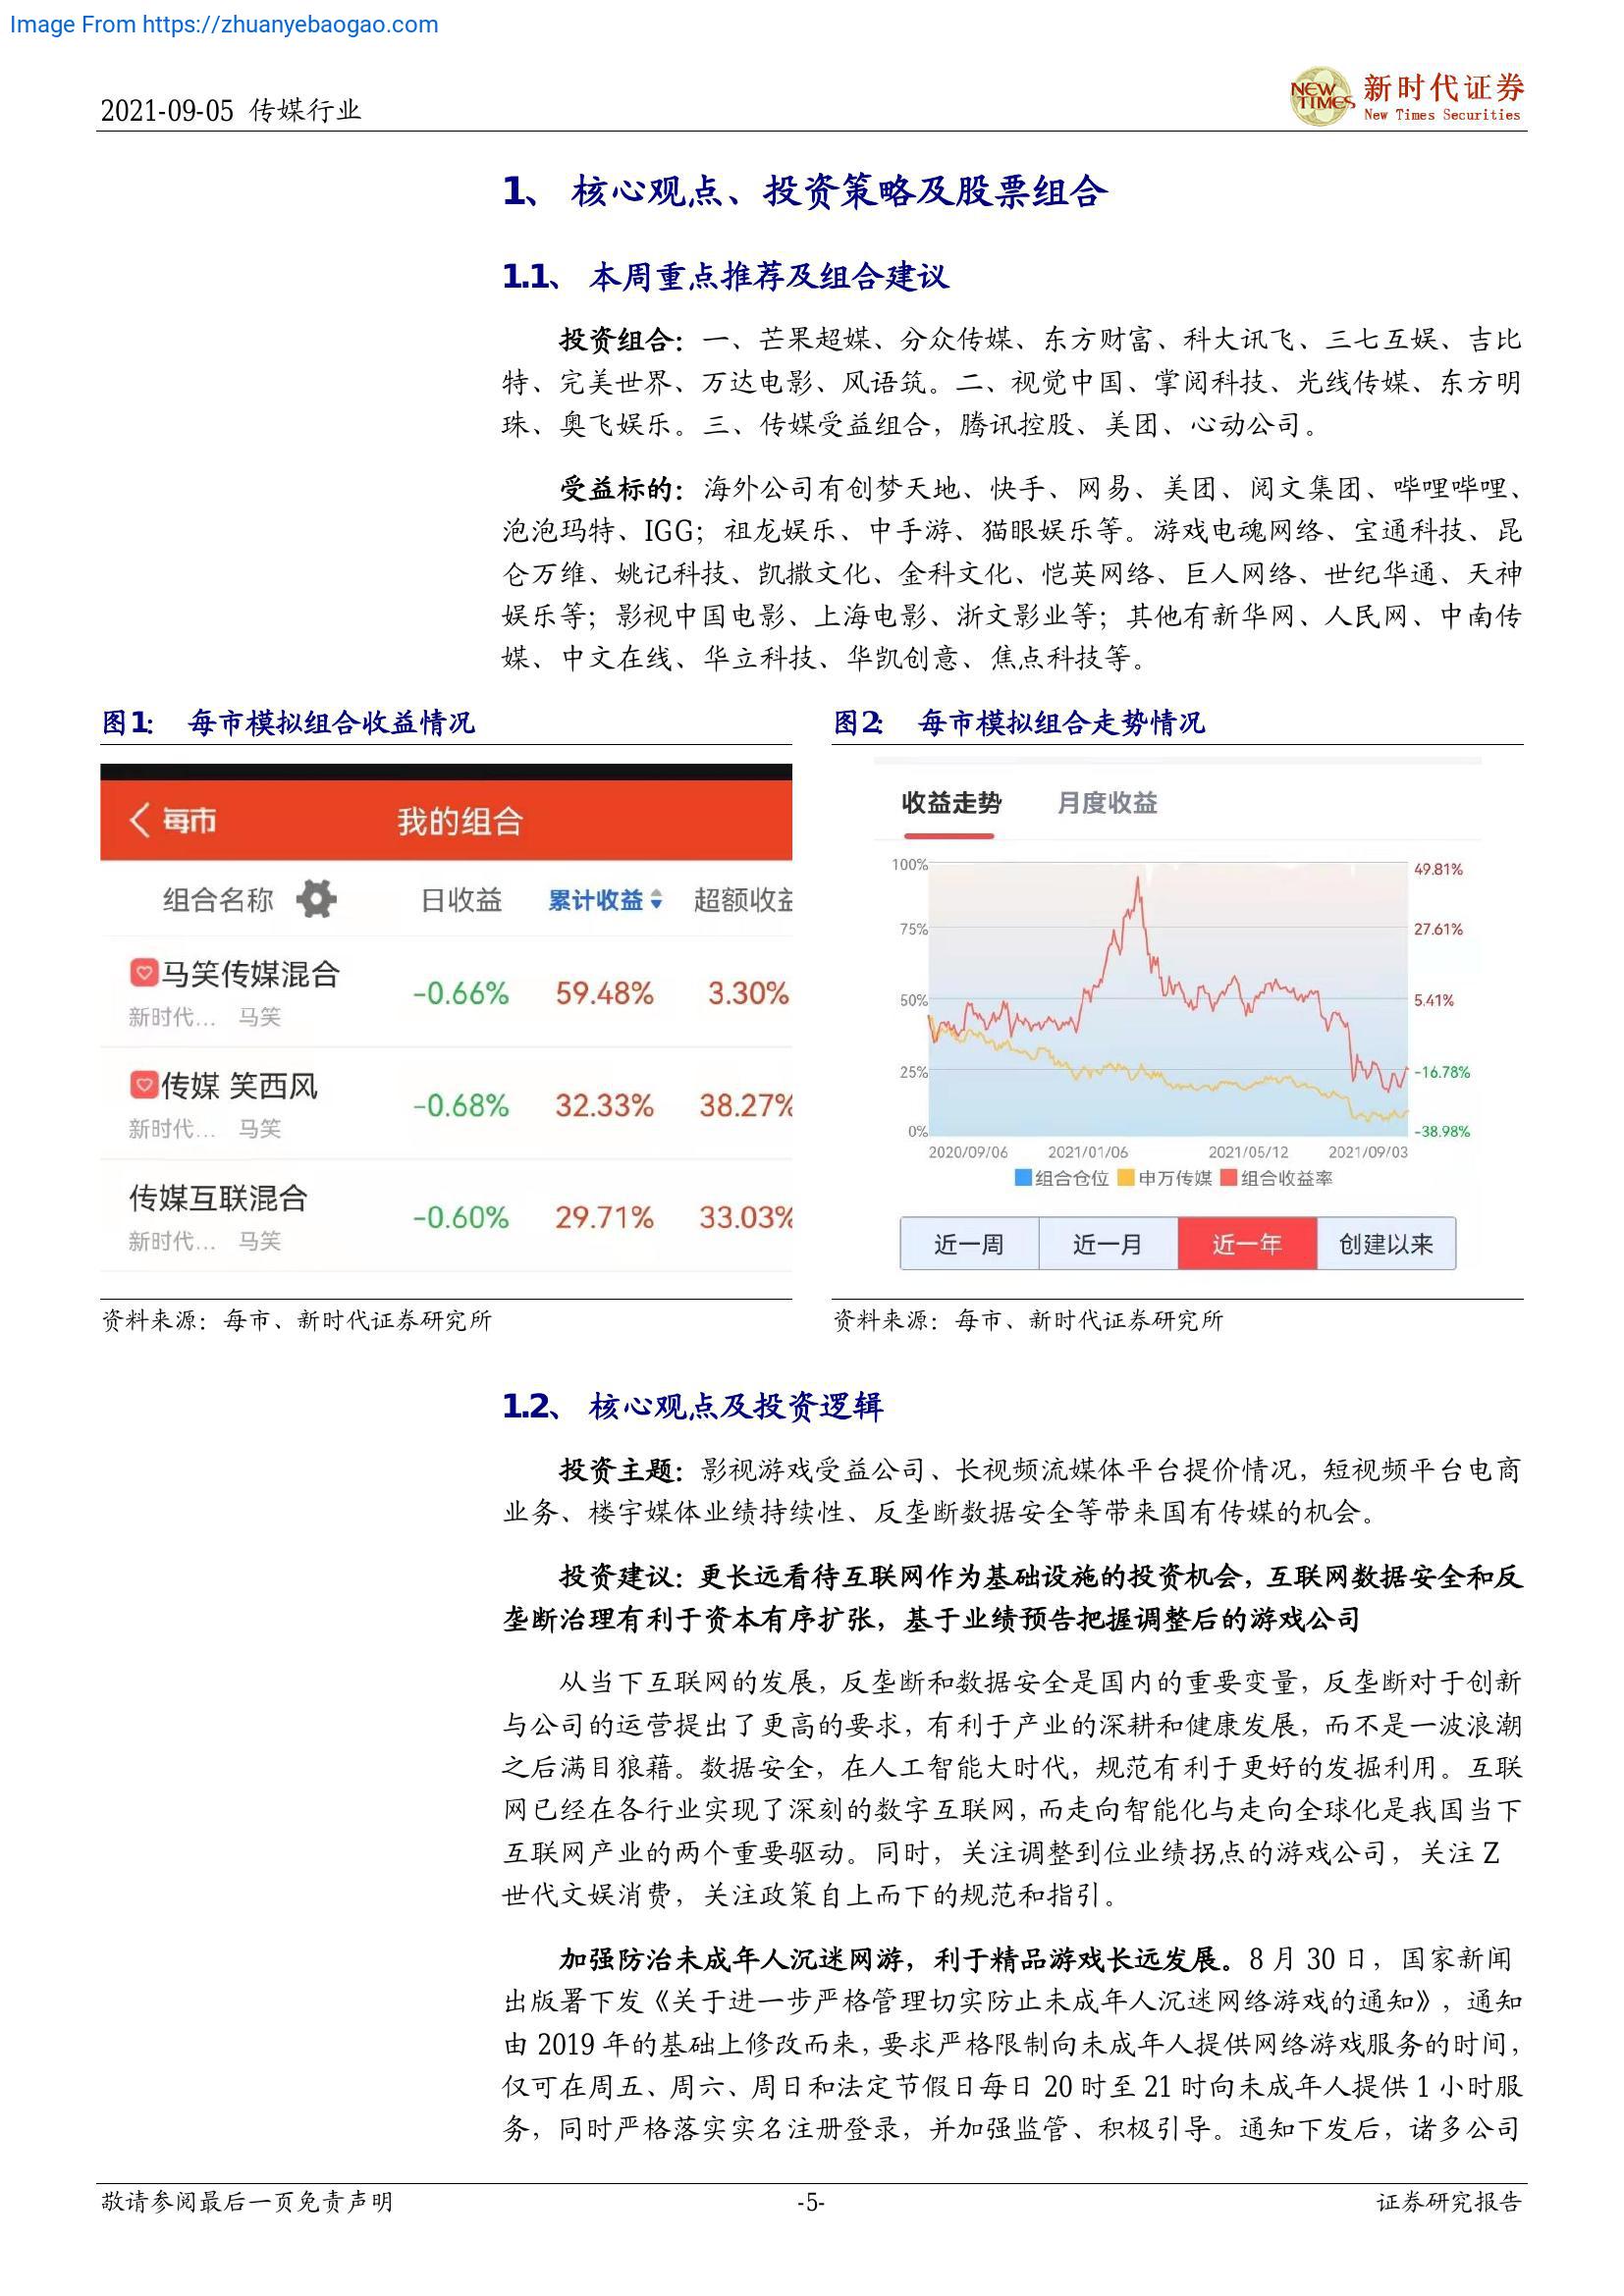 Image From https://zhuanyebaogao.com
2021-09-05 传媒行业
NEW TIMES
新时代证券
New Times Securities
1、 核心观点、投资策略及股票组合
1.1、 本周重点推荐及组合建议
投资组合：一、芒果超媒、分众传媒、东方财富、科大讯飞、三七互娱、吉比
特、完美世界、万达电影、风语筑。二、视觉中国、掌阅科技、光线传媒、东方明
珠、奥飞娱乐。三、传媒受益组合，腾讯控股、美团、心动公司。
受益标的：海外公司有创梦天地、快手、网易、美团、阅文集团、哔哩哔哩、
泡泡玛特、IGG；祖龙娱乐、中手游、猫眼娱乐等。游戏电魂网络、宝通科技、昆
仑万维、姚记科技、凯撒文化、金科文化、恺英网络、巨人网络、世纪华通、天神
娱乐等；影视中国电影、上海电影、浙文影业等；其他有新华网、人民网、中南传
媒、中文在线、华立科技、华凯创意、焦点科技等。
图1： 每市模拟组合收益情况
每市 我的组合
组合名称 日收益 累计收益 超额收益
马笑传媒混合 -0.66% 59.48% 3.30%
新时代... 马笑
传媒 笑西风 -0.68% 32.33% 38.27%
新时代... 马笑
传媒互联混合 -0.60% 29.71% 33.03%
新时代... 马笑
资料来源：每市、新时代证券研究所
图2： 每市模拟组合走势情况
收益走势 月度收益
100% 49.81%
75% 27.61%
50% 5.41%
25% -16.78%
0% -38.98%
2020/09/06 2021/01/06 2021/05/12 2021/09/03
组合仓位 申万传媒 组合收益率
近一周 近一月 近一年 创建以来
资料来源：每市、新时代证券研究所
1.2、 核心观点及投资逻辑
投资主题：影视游戏受益公司、长视频流媒体平台提价情况，短视频平台电商
业务、楼宇媒体业绩持续性、反垄断数据安全等带来国有传媒的机会。
投资建议：更长远看待互联网作为基础设施的投资机会，互联网数据安全和反
垄断治理有利于资本有序扩张，基于业绩预告把握调整后的游戏公司
从当下互联网的发展，反垄断和数据安全是国内的重要变量，反垄断对于创新
与公司的运营提出了更高的要求，有利于产业的深耕和健康发展，而不是一波浪潮
之后满目狼藉。数据安全，在人工智能大时代，规范有利于更好的发掘利用。互联
网已经在各行业实现了深刻的数字互联网，而走向智能化与走向全球化是我国当下
互联网产业的两个重要驱动。同时，关注调整到位业绩拐点的游戏公司，关注 Z
世代文娱消费，关注政策自上而下的规范和指引。
加强防治未成年人沉迷网游，利于精品游戏长远发展。8 月 30 日，国家新闻
出版署下发《关于进一步严格管理切实防止未成年人沉迷网络游戏的通知》，通知
由 2019 年的基础上修改而来，要求严格限制向未成年人提供网络游戏服务的时间，
仅可在周五、周六、周日和法定节假日每日 20 时至 21 时向未成年人提供 1 小时服
务，同时严格落实实名注册登录，并加强监管、积极引导。通知下发后，诸多公司
敬请参阅最后一页免责声明 -5- 证券研究报告